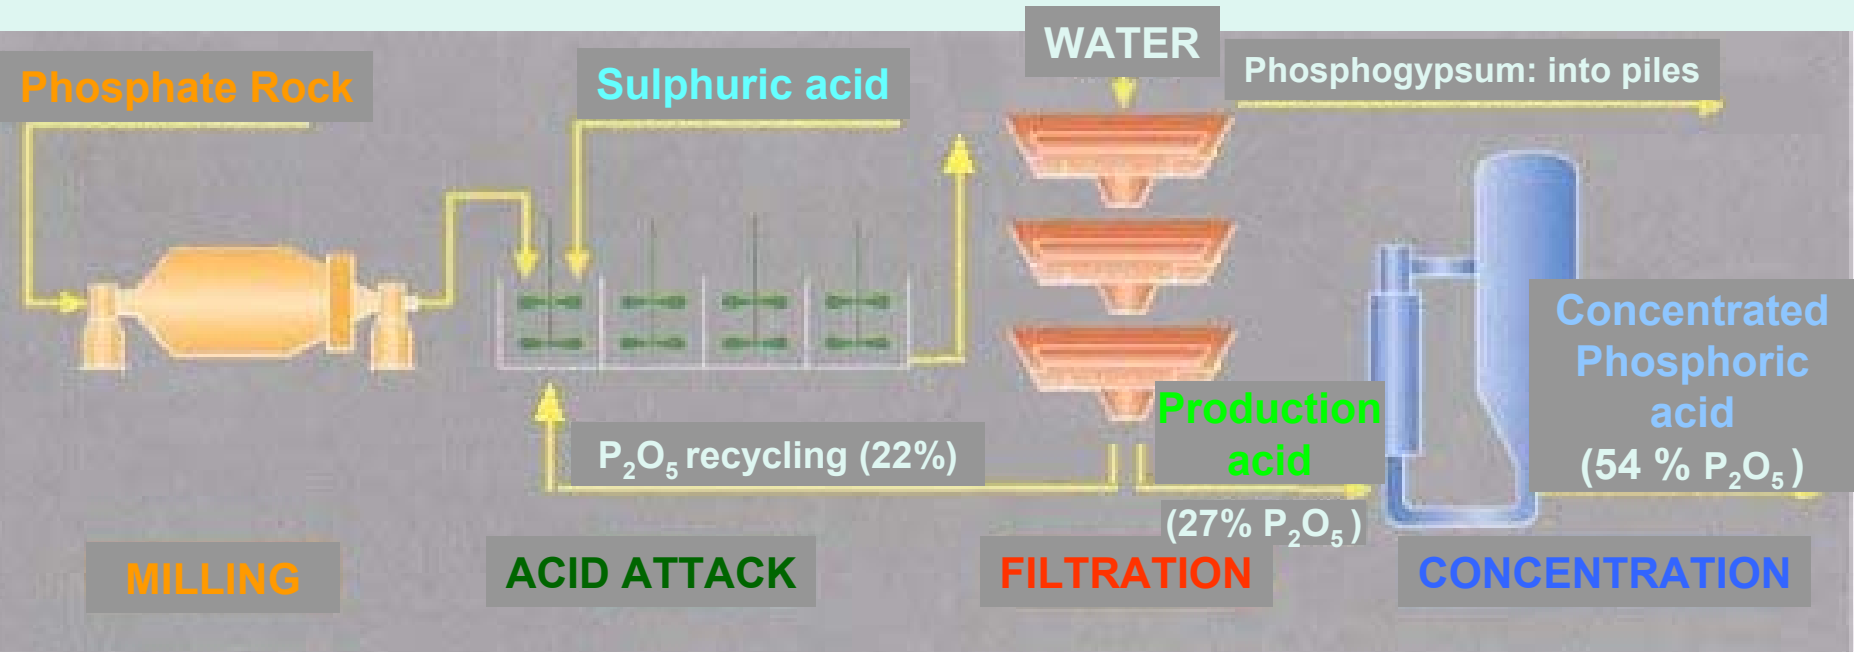 WATER
Phosphate Rock
Sulphuric acid
Phosphogypsum: into piles
Concentrated
Phosphoric
acid
(54 % P₂O₅ )
Production
acid
(27% P₂O₅ )
P₂O₅ recycling (22%)
MILLING
ACID ATTACK
FILTRATION
CONCENTRATION